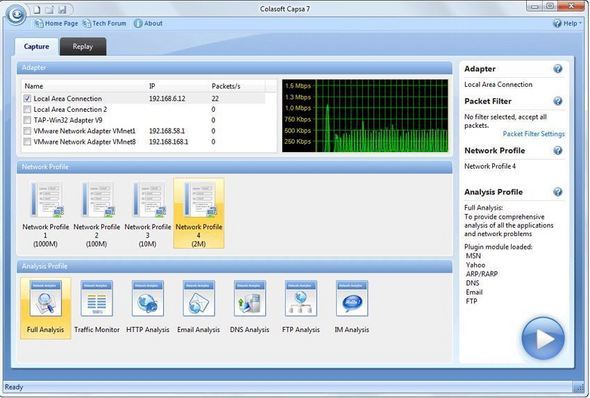 Colasoft Capsa 7
Home Page Tech Forum About Help
Capture Replay
Adapter
Name IP Packets/s
Local Area Connection 192.168.6.12 22
Local Area Connection 2 0
TAP-Win32 Adapter V9 0
VMware Network Adapter VMnet1 192.168.58.1 0
VMware Network Adapter VMnet8 192.168.168.1 0
1.5 Mbps
1.3 Mbps
1.0 Mbps
750 Kbps
500 Kbps
250 Kbps
Network Profile
Network Profile 1 (1000M)
Network Profile 2 (100M)
Network Profile 3 (10M)
Network Profile 4 (2M)
Analysis Profile
Full Analysis Traffic Monitor HTTP Analysis Email Analysis DNS Analysis FTP Analysis IM Analysis
Adapter
Local Area Connection
Packet Filter
No filter selected, accept all
packets.
Packet Filter Settings
Network Profile
Network Profile 4
Analysis Profile
Full Analysis:
To provide comprehensive
analysis of all the applications
and network problems
Plugin module loaded:
MSN
Yahoo
ARP/RARP
DNS
Email
FTP
Ready